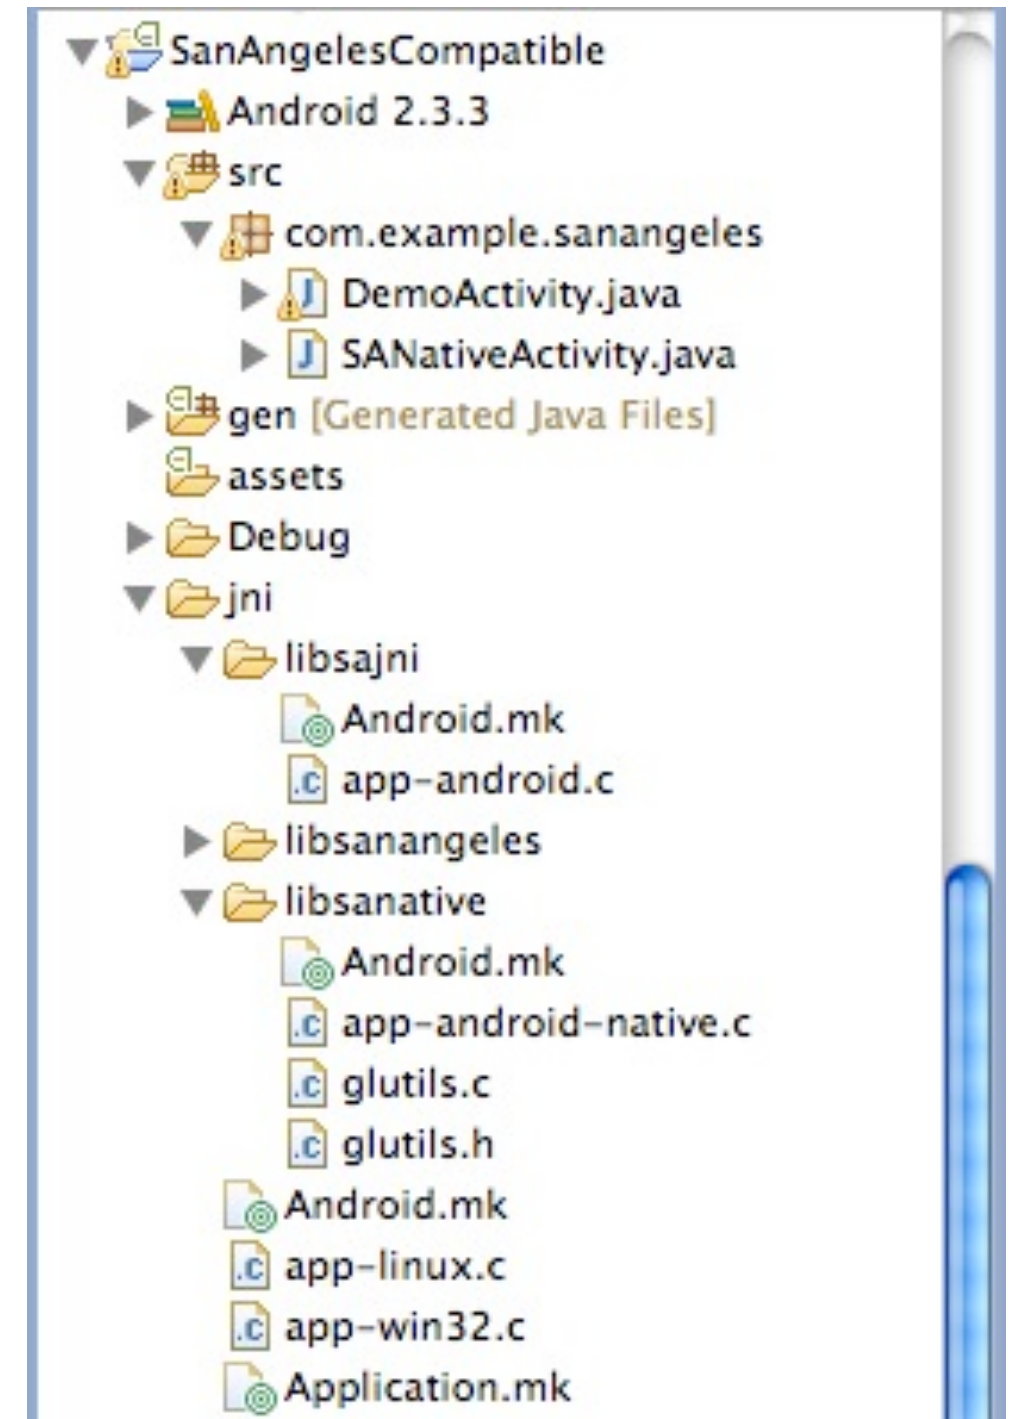 SanAngelesCompatible
Android 2.3.3
src
com.example.sanangeles
DemoActivity.java
SANativeActivity.java
gen [Generated Java Files]
assets
Debug
jni
libsajni
Android.mk
app-android.c
libsanangeles
libsanative
Android.mk
app-android-native.c
glutils.c
glutils.h
Android.mk
app-linux.c
app-win32.c
Application.mk